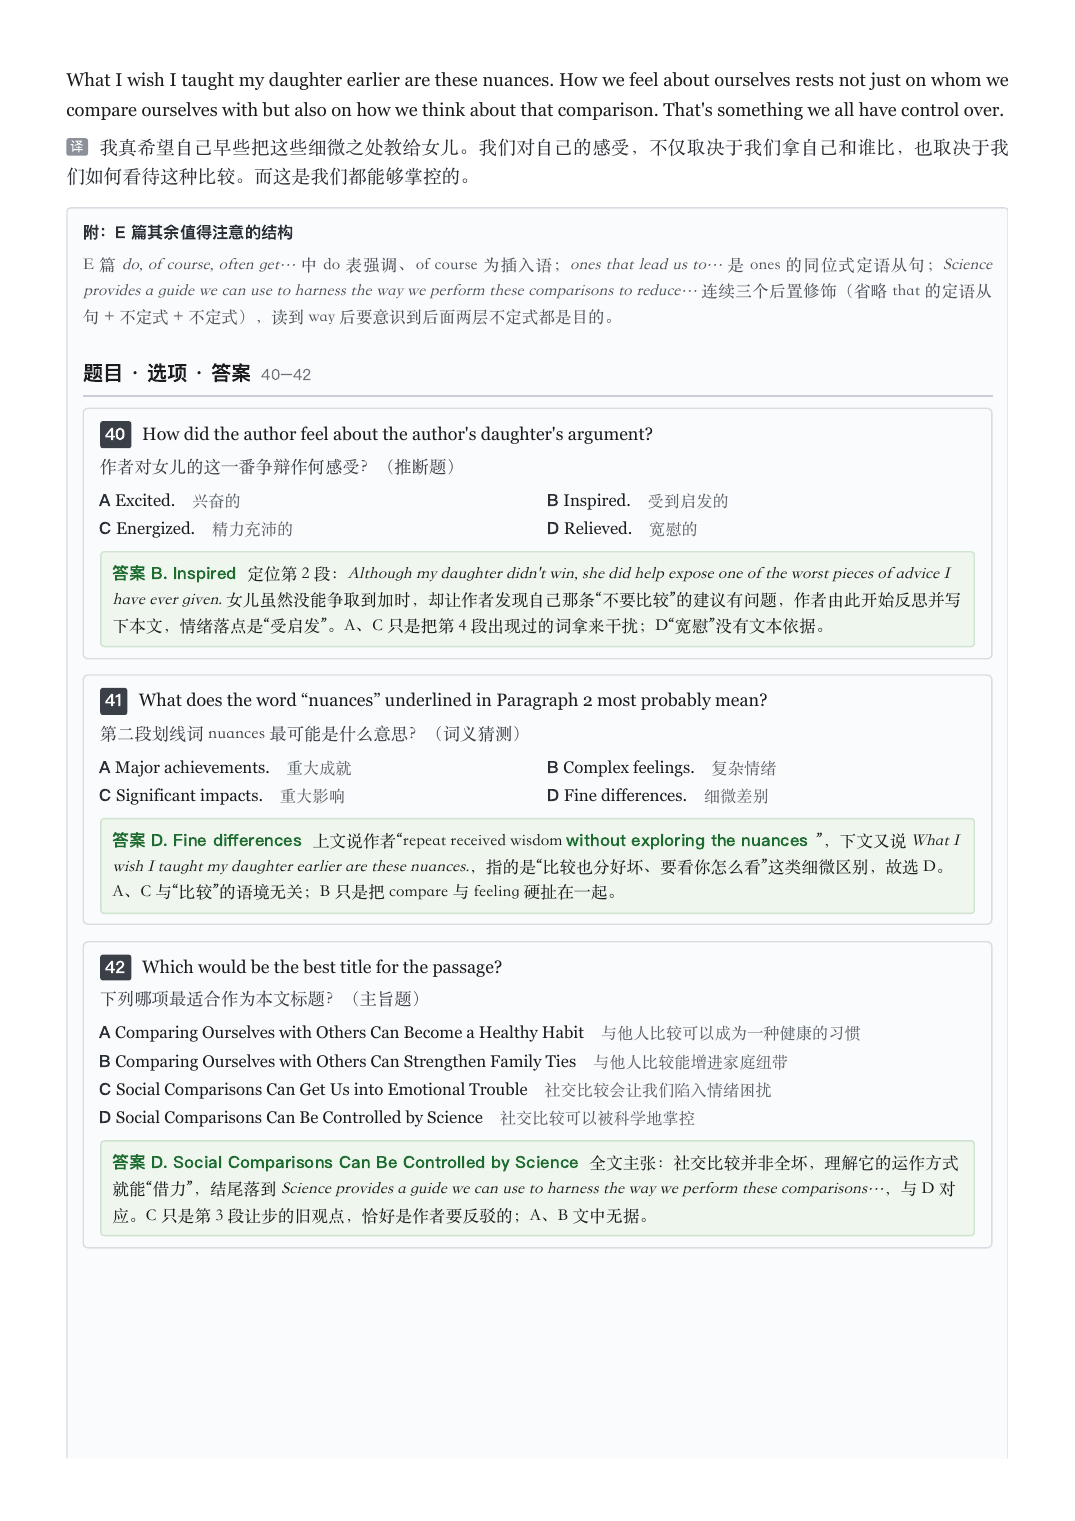 What I wish I taught my daughter earlier are these nuances. How we feel about ourselves rests not just on whom we
compare ourselves with but also on how we think about that comparison. That's something we all have control over.
译 我真希望自己早些把这些细微之处教给女儿。我们对自己的感受，不仅取决于我们拿自己和谁比，也取决于我
们如何看待这种比较。而这是我们都能够掌控的。
附：E 篇其余值得注意的结构
E 篇 do, of course, often get… 中 do 表强调、of course 为插入语；ones that lead us to… 是 ones 的同位式定语从句；Science
provides a guide we can use to harness the way we perform these comparisons to reduce… 连续三个后置修饰（省略 that 的定语从
句 + 不定式 + 不定式），读到 way 后要意识到后面两层不定式都是目的。
题目 · 选项 · 答案 40–42
40 How did the author feel about the author's daughter's argument?
作者对女儿的这一番争辩作何感受？（推断题）
A Excited. 兴奋的
B Inspired. 受到启发的
C Energized. 精力充沛的
D Relieved. 宽慰的
答案 B. Inspired 定位第 2 段：Although my daughter didn't win, she did help expose one of the worst pieces of advice I
have ever given. 女儿虽然没能争取到加时，却让作者发现自己那条“不要比较”的建议有问题，作者由此开始反思并写
下本文，情绪落点是“受启发”。A、C 只是把第 4 段出现过的词拿来干扰；D“宽慰”没有文本依据。
41 What does the word “nuances” underlined in Paragraph 2 most probably mean?
第二段划线词 nuances 最可能是什么意思？（词义猜测）
A Major achievements. 重大成就
B Complex feelings. 复杂情绪
C Significant impacts. 重大影响
D Fine differences. 细微差别
答案 D. Fine differences 上文说作者“repeat received wisdom without exploring the nuances ”，下文又说 What I
wish I taught my daughter earlier are these nuances.，指的是“比较也分好坏、要看你怎么看”这类细微区别，故选 D。
A、C 与“比较”的语境无关；B 只是把 compare 与 feeling 硬扯在一起。
42 Which would be the best title for the passage?
下列哪项最适合作为本文标题？（主旨题）
A Comparing Ourselves with Others Can Become a Healthy Habit 与他人比较可以成为一种健康的习惯
B Comparing Ourselves with Others Can Strengthen Family Ties 与他人比较能增进家庭纽带
C Social Comparisons Can Get Us into Emotional Trouble 社交比较会让我们陷入情绪困扰
D Social Comparisons Can Be Controlled by Science 社交比较可以被科学地掌控
答案 D. Social Comparisons Can Be Controlled by Science 全文主张：社交比较并非全坏，理解它的运作方式
就能“借力”，结尾落到 Science provides a guide we can use to harness the way we perform these comparisons…，与 D 对
应。C 只是第 3 段让步的旧观点，恰好是作者要反驳的；A、B 文中无据。